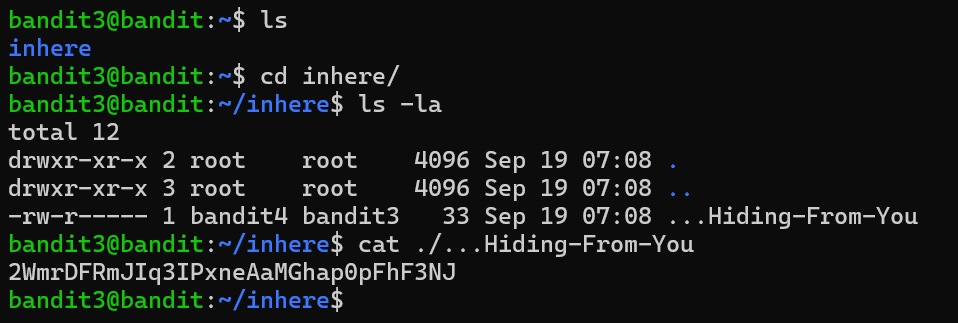 bandit3@bandit:~$ ls
inhere
bandit3@bandit:~$ cd inhere/
bandit3@bandit:~/inhere$ ls -la
total 12
drwxr-xr-x 2 root    root    4096 Sep 19 07:08 .
drwxr-xr-x 3 root    root    4096 Sep 19 07:08 ..
-rw-r----- 1 bandit4 bandit3   33 Sep 19 07:08 ...Hiding-From-You
bandit3@bandit:~/inhere$ cat ./...Hiding-From-You
2WmrDFRmJIq3IPxneAaMGhap0pFhF3NJ
bandit3@bandit:~/inhere$